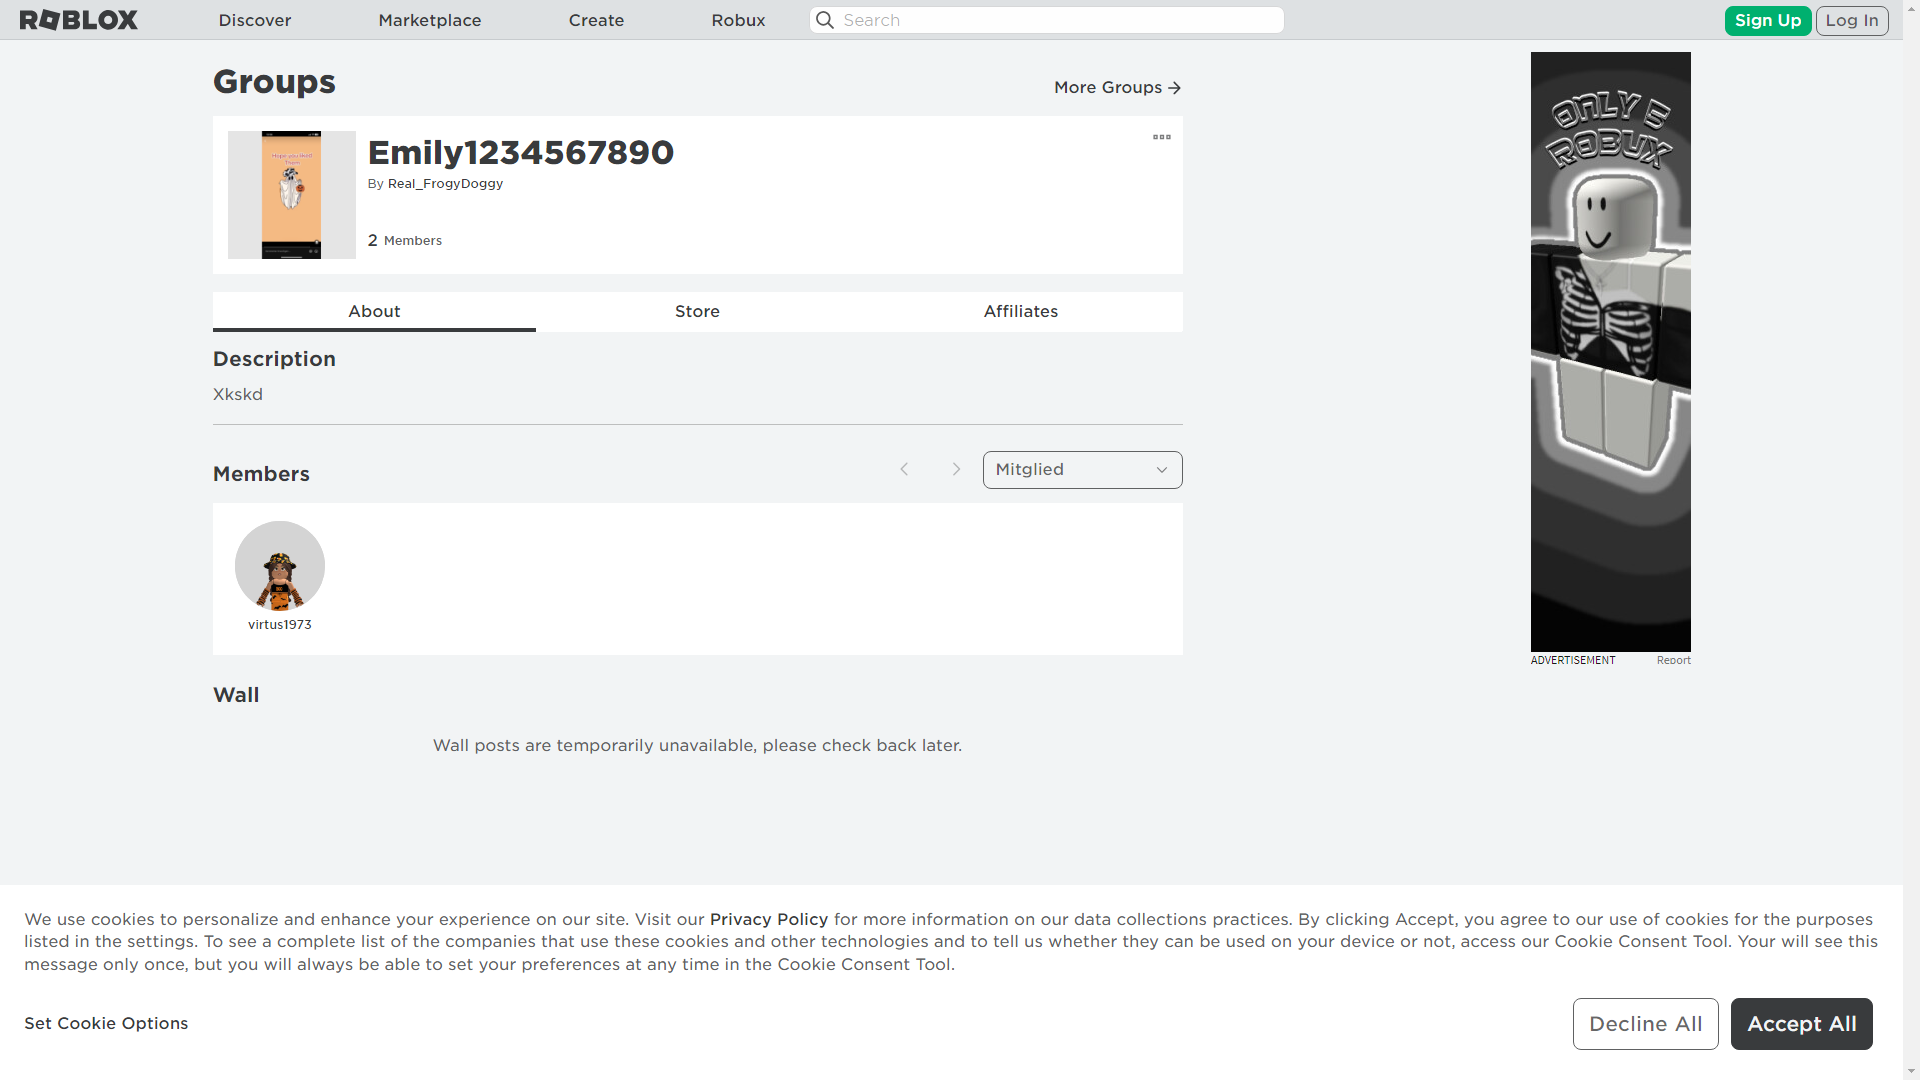 ROBLOX
Discover
Marketplace
Create
Robux
Search
Sign Up
Log In
Groups
More Groups
Hope you liked
Emily1234567890
By Real_FrogyDoggy
2 Members
About
Store
Affiliates
Description
Xkskd
Members
Mitglied
virtus1973
Wall
Wall posts are temporarily unavailable, please check back later.
ONLY 5
ROBUX
ADVERTISEMENT
Report
We use cookies to personalize and enhance your experience on our site. Visit our Privacy Policy for more information on our data collections practices. By clicking Accept, you agree to our use of cookies for the purposes
listed in the settings. To see a complete list of the companies that use these cookies and other technologies and to tell us whether they can be used on your device or not, access our Cookie Consent Tool. Your will see this
message only once, but you will always be able to set your preferences at any time in the Cookie Consent Tool.
Set Cookie Options
Decline All
Accept All